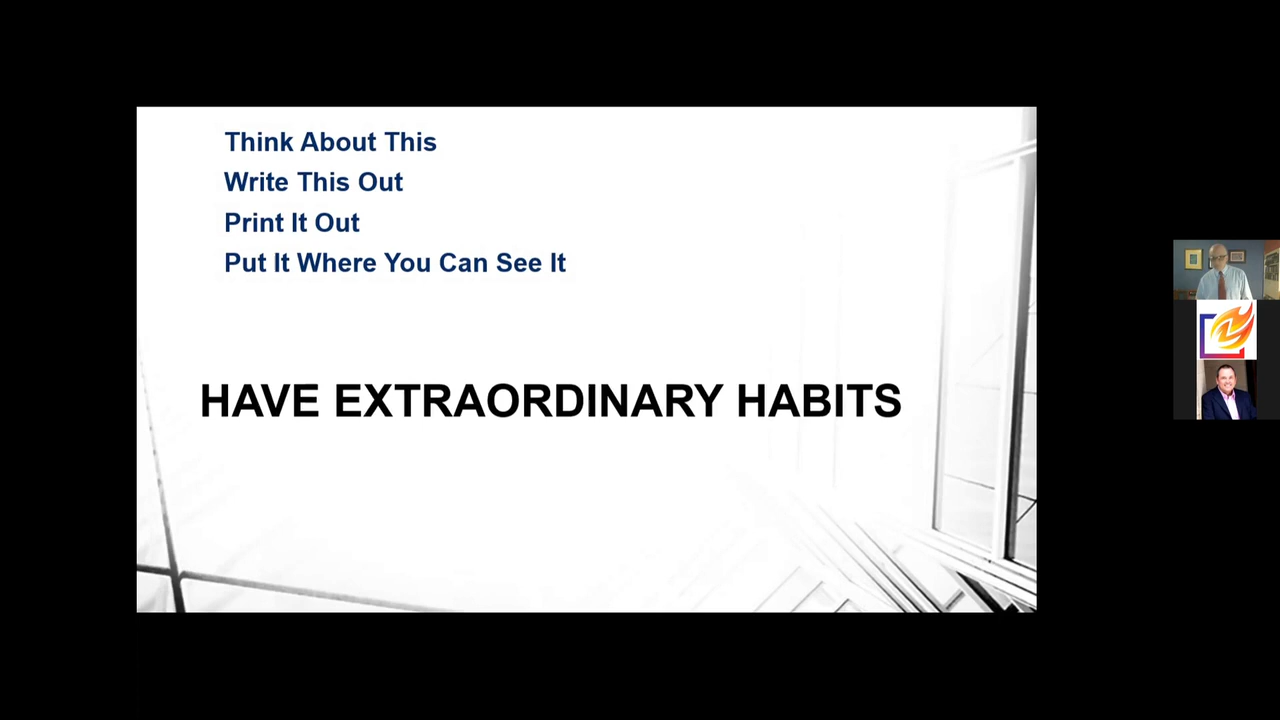 Think About This
Write This Out
Print It Out
Put It Where You Can See It
HAVE EXTRAORDINARY HABITS